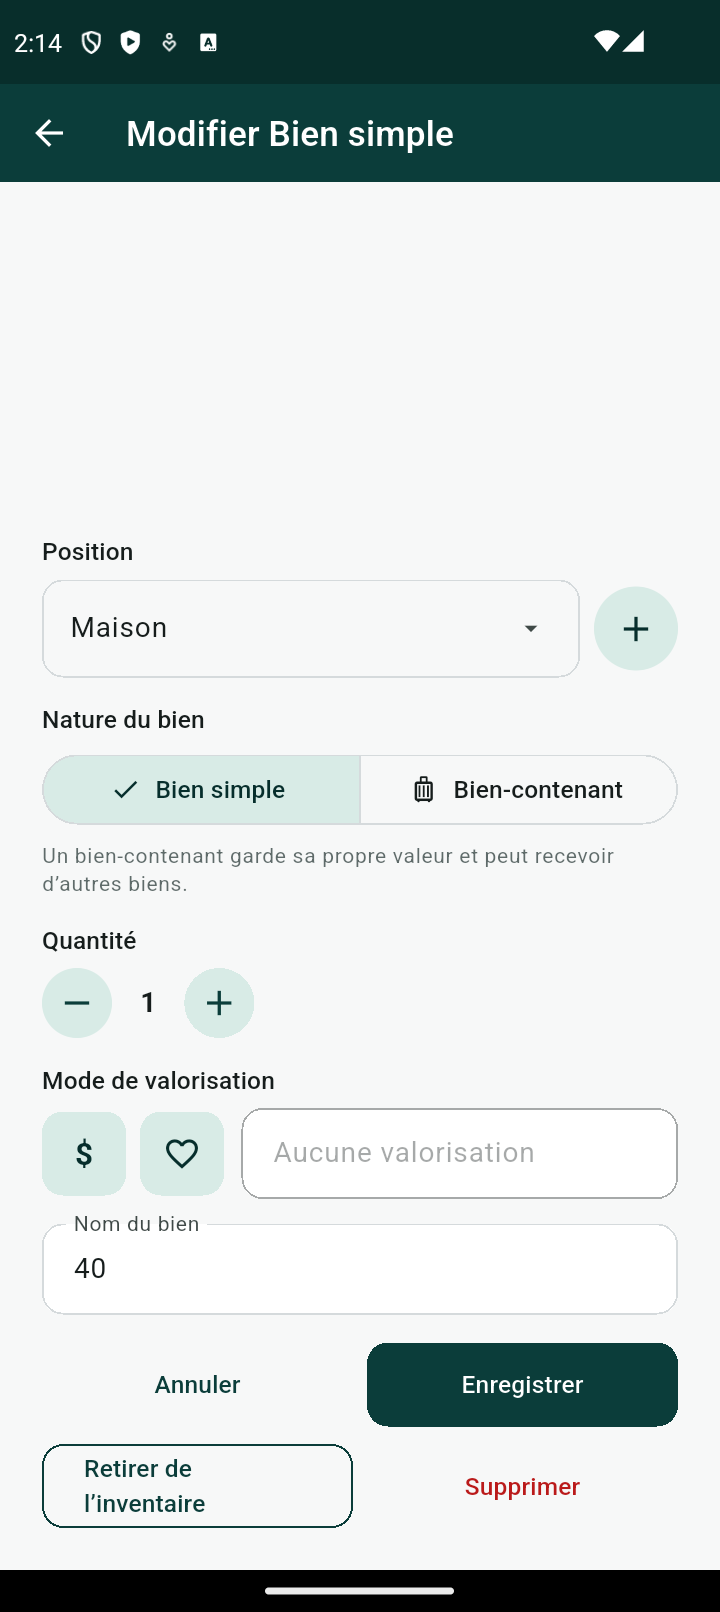 2:14
Modifier Bien simple
Position
Maison
Nature du bien
Bien simple
Bien-contenant
Un bien-contenant garde sa propre valeur et peut recevoir
d’autres biens.
Quantité
1
Mode de valorisation
$
Aucune valorisation
Nom du bien
40
Annuler
Enregistrer
Retirer de
l’inventaire
Supprimer